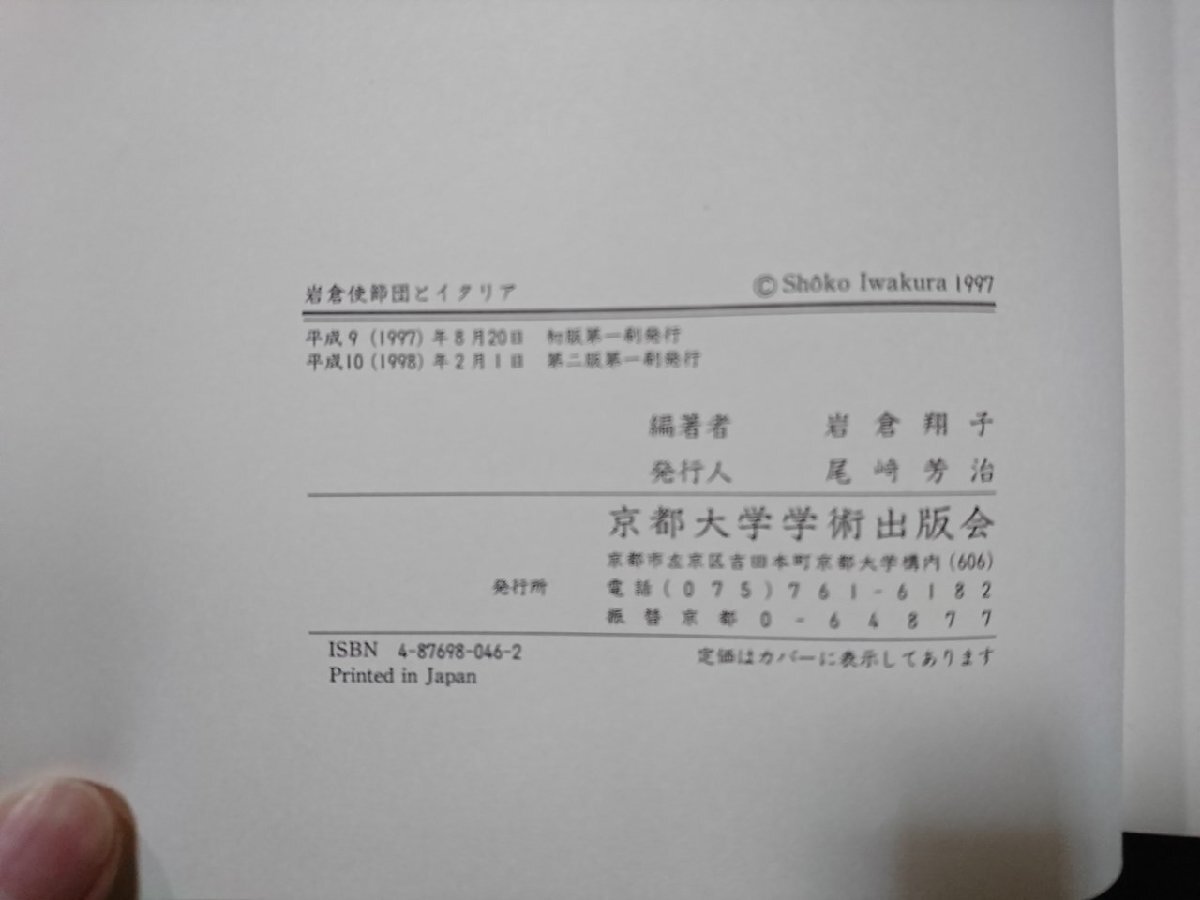 岩倉使節団とイタリア
© Shōko Iwakura 1997
平成9 (1997) 年8月20日 初版第一刷発行
平成10 (1998) 年2月1日 第二版第一刷発行
編著者 岩倉翔子
発行人 尾崎芳治
京都大学学術出版会
京都市左京区吉田本町京都大学構内 (606)
発行所 電話(075)761-6182
振替京都0-64877
ISBN 4-87698-046-2
定価はカバーに表示してあります
Printed in Japan